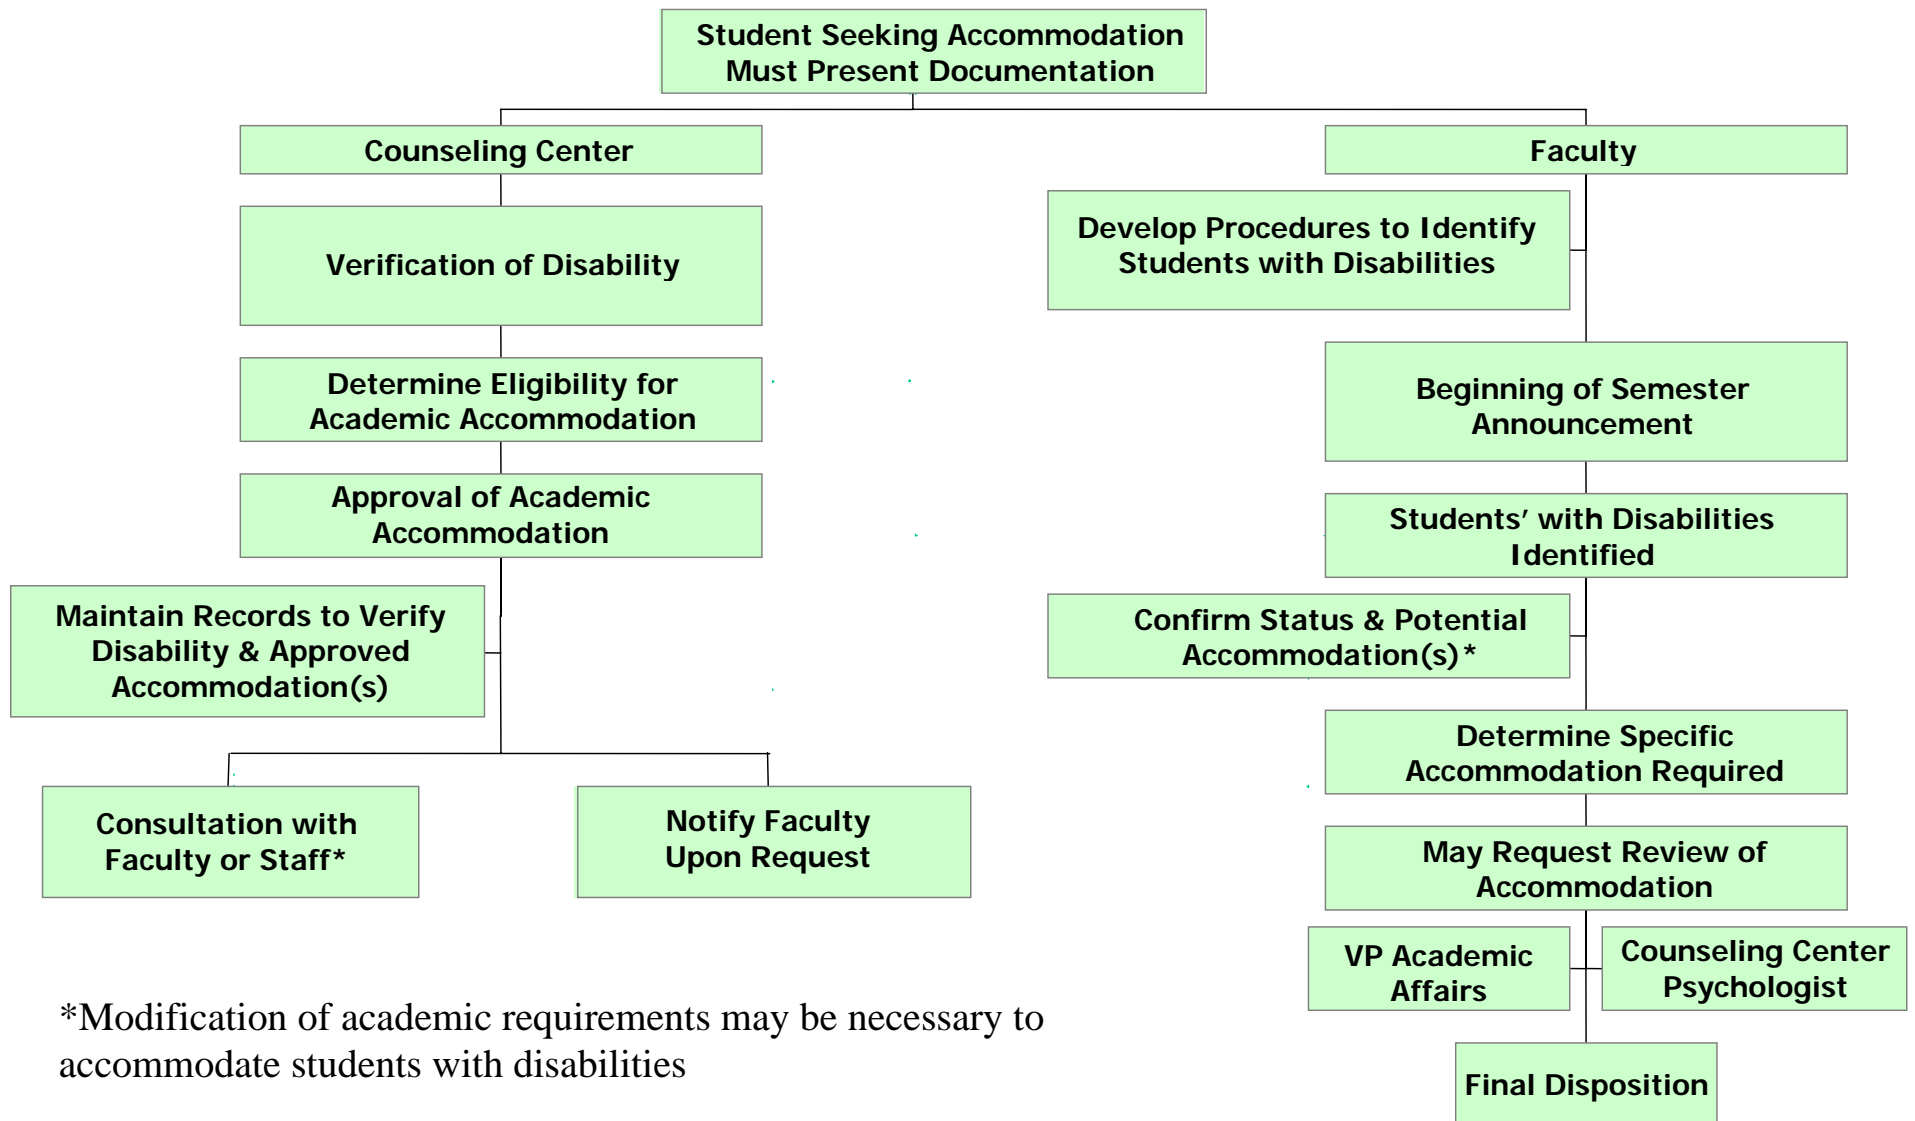 Student Seeking Accommodation
Must Present Documentation
Counseling Center
Verification of Disability
Determine Eligibility for
Academic Accommodation
Approval of Academic
Accommodation
Maintain Records to Verify
Disability & Approved
Accommodation(s)
Consultation with
Faculty or Staff*
Notify Faculty
Upon Request
Faculty
Develop Procedures to Identify
Students with Disabilities
Beginning of Semester
Announcement
Students’ with Disabilities
Identified
Confirm Status & Potential
Accommodation(s)*
Determine Specific
Accommodation Required
May Request Review of
Accommodation
VP Academic
Affairs
Counseling Center
Psychologist
Final Disposition
*Modification of academic requirements may be necessary to
accommodate students with disabilities